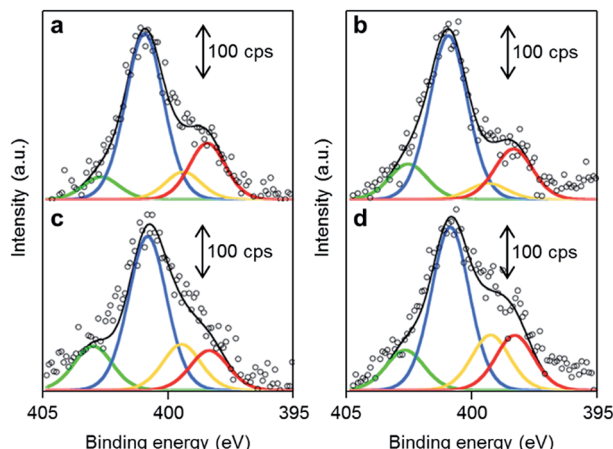 a
100 cps
b
100 cps
Intensity (a.u.)
c
100 cps
d
100 cps
Intensity (a.u.)
405
400
395
405
400
395
Binding energy (eV)
Binding energy (eV)